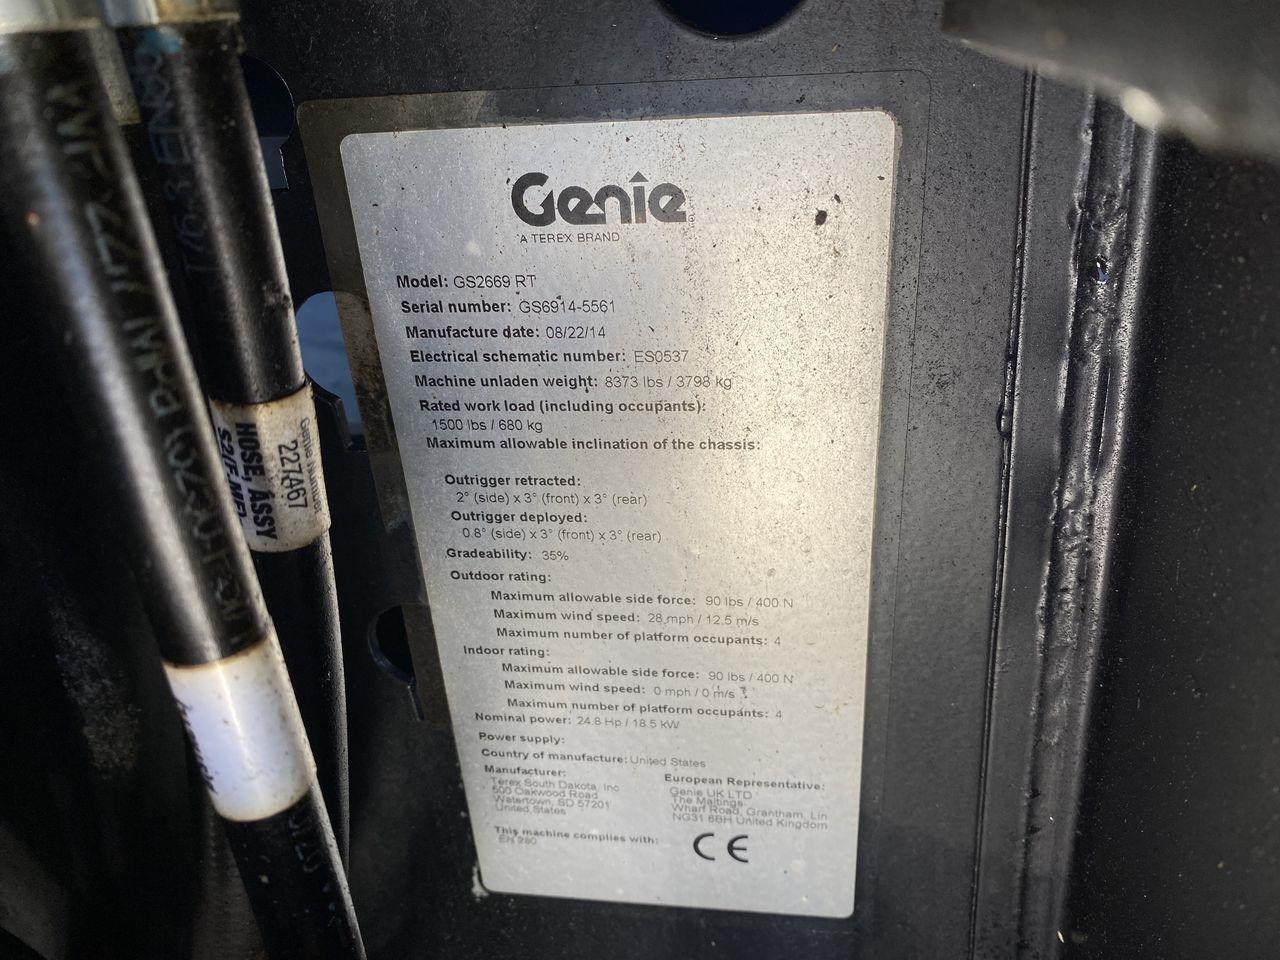 Genie
A TEREX BRAND
Model: GS2669 RT
Serial number: GS6914-5561
Manufacture date: 08/22/14
Electrical schematic number: ES0537
Machine unladen weight: 8373 lbs / 3798 kg
Rated work load (including occupants):
1500 lbs / 680 kg
Maximum allowable inclination of the chassis:
Outrigger retracted:
2° (side) x 3° (front) x 3° (rear)
Outrigger deployed:
0.8° (side) x 3° (front) x 3° (rear)
Gradeability: 35%
Outdoor rating:
Maximum allowable side force: 90 lbs / 400 N
Maximum wind speed: 28 mph / 12.5 m/s
Maximum number of platform occupants: 4
Indoor rating:
Maximum allowable side force: 90 lbs / 400 N
Maximum wind speed: 0 mph / 0 m/s
Maximum number of platform occupants: 4
Nominal power: 24.8 Hp / 18.5 kW
Power supply:
Country of manufacture: United States
Manufacturer:
Terex South Dakota, Inc
500 Oakwood Road
Watertown, SD 57201
United States
European Representative:
Genie UK LTD
The Maltings
Wharf Road, Grantham, Lin
NG31 6BH United Kingdom
This machine complies with:
EN 280
CE
Genie Number
227467
HOSE, ASSY